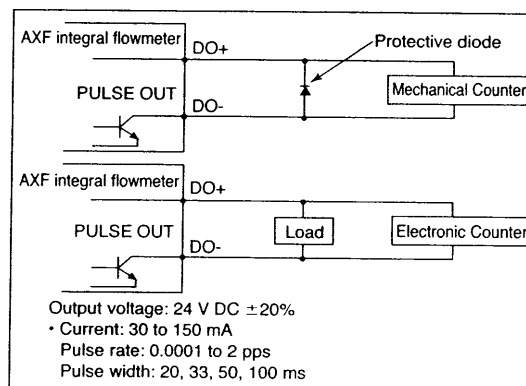 AXF integral flowmeter
DO+
Protective diode
PULSE OUT
Mechanical Counter
DO-
AXF integral flowmeter
DO+
PULSE OUT
Load
Electronic Counter
DO-
Output voltage: 24 V DC ±20%
• Current: 30 to 150 mA
Pulse rate: 0.0001 to 2 pps
Pulse width: 20, 33, 50, 100 ms